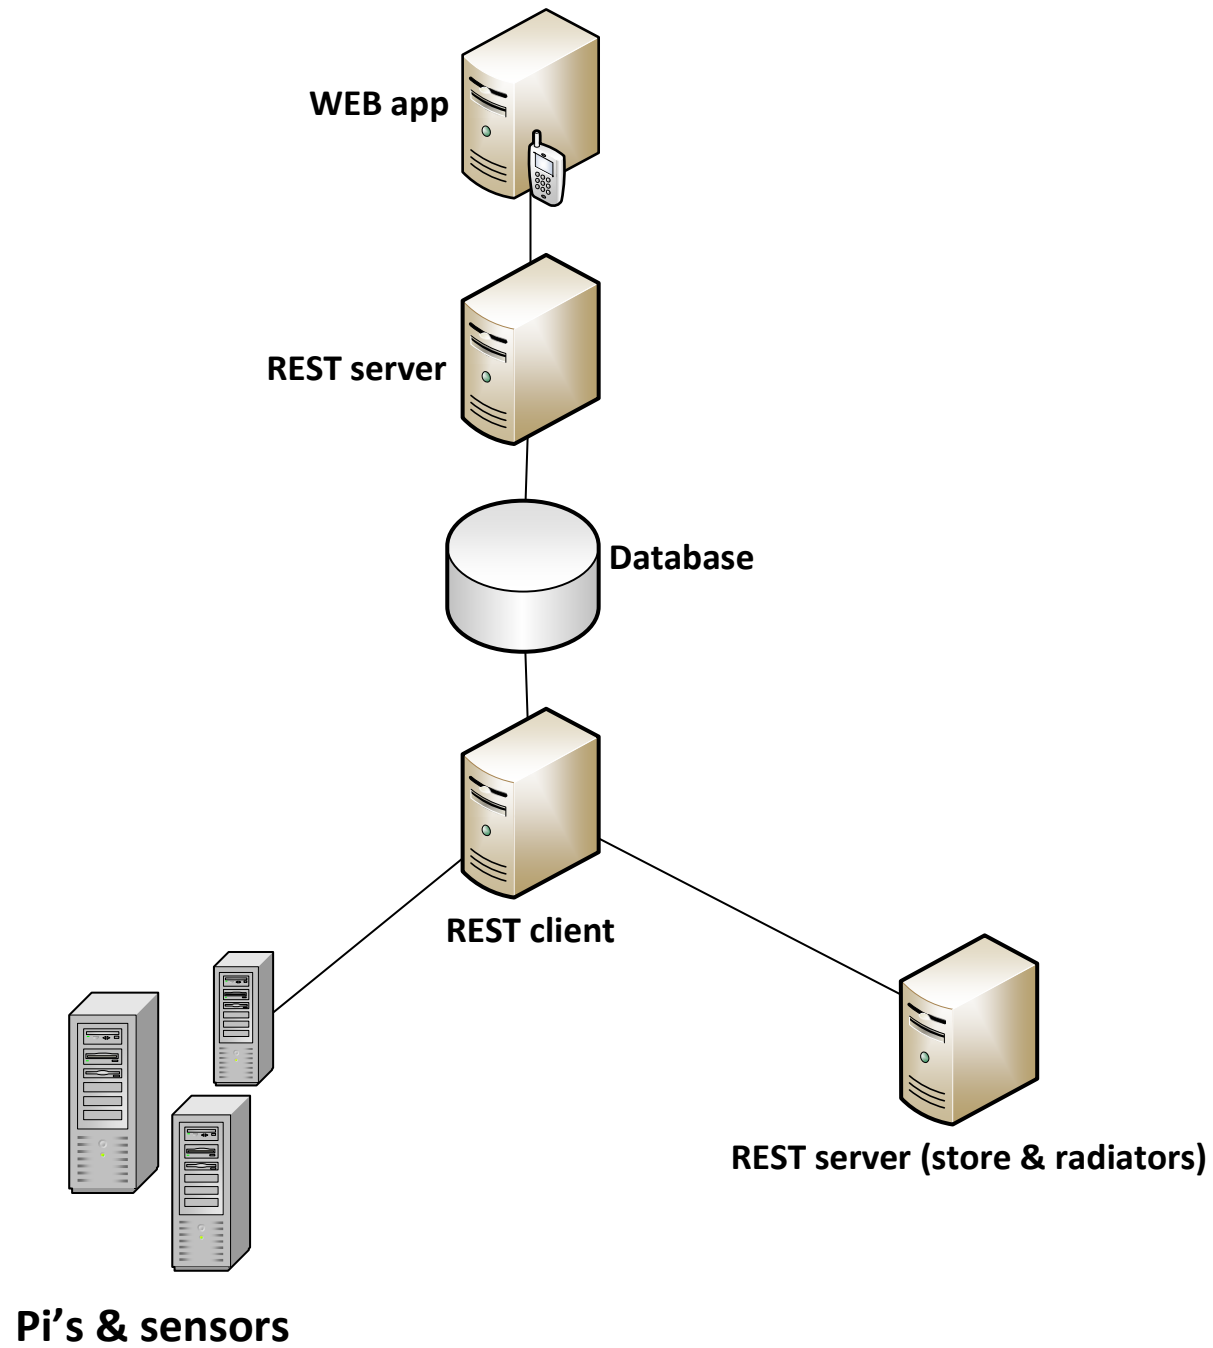 WEB app
REST server
Database
REST client
REST server (store & radiators)
Pi’s & sensors